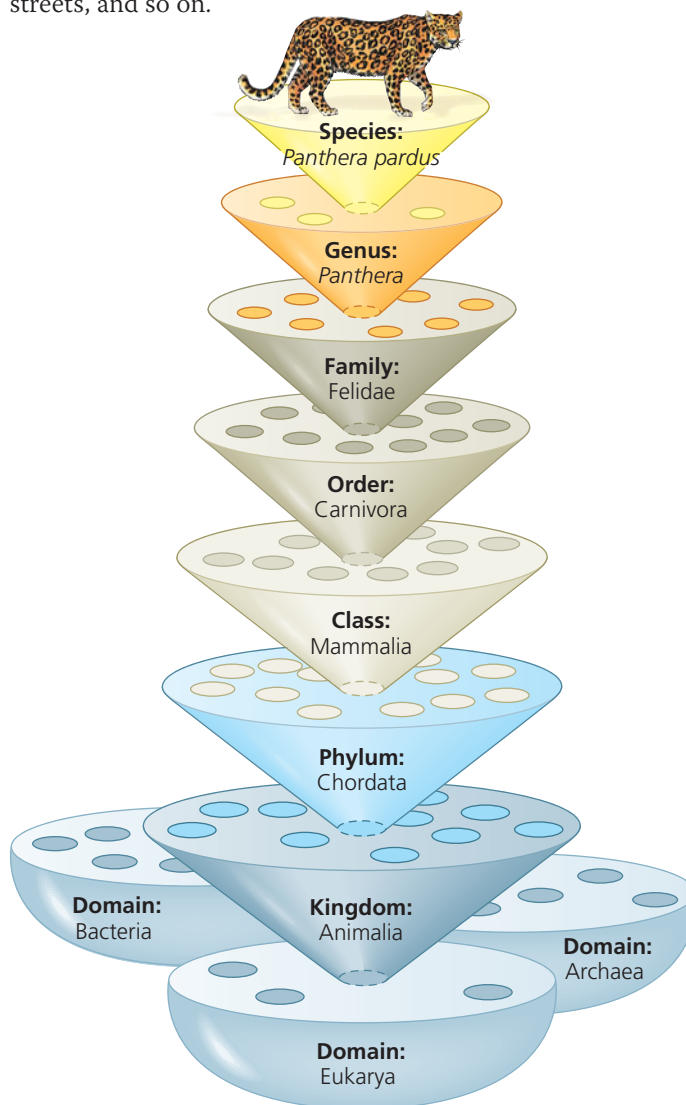 streets, and so on.
Species:
Panthera pardus
Genus:
Panthera
Family:
Felidae
Order:
Carnivora
Class:
Mammalia
Phylum:
Chordata
Domain:
Bacteria
Kingdom:
Animalia
Domain:
Archaea
Domain:
Eukarya